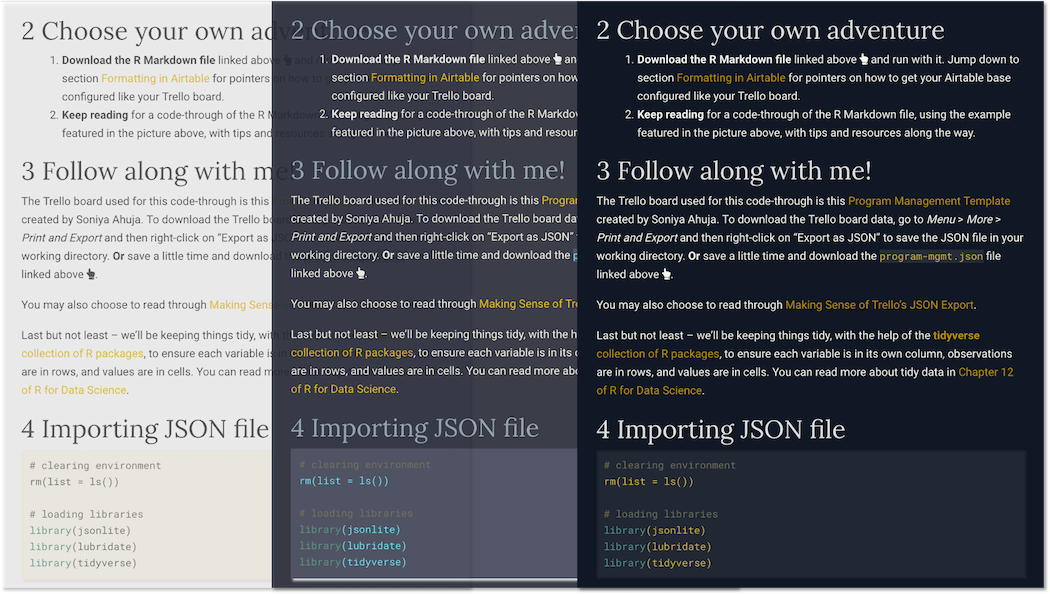 2 Choose your own
1. Download the R Markdown file linked above
section Formatting in Airtable for pointers on how to
configured like your Trello board.
2. Keep reading for a code-through of the R
featured in the picture above, with tips and
3 Follow along with me
The Trello board used for this code-through is this
created by Soniya Ahuja. To download the Trello
Print and Export and then right-click on “Export as
working directory. Or save a little time and
linked above .
You may also choose to read through Making Sense
Last but not least – we’ll be keeping things tidy, with
collection of R packages, to ensure each variable is
are in rows, and values are in cells. You can read more
of R for Data Science.
4 Importing JSON file
# clearing environment
rm(list = ls())
# loading libraries
library(jsonlite)
library(lubridate)
library(tidyverse)
2 Choose your own adventure
1. Download the R Markdown file linked above and
section Formatting in Airtable for pointers on how
configured like your Trello board.
2. Keep reading for a code-through of the R Markdown
featured in the picture above, with tips and
3 Follow along with me!
The Trello board used for this code-through is this
created by Soniya Ahuja. To download the Trello board
Print and Export and then right-click on “Export as JSON”
working directory. Or save a little time and download the
linked above .
You may also choose to read through Making Sense of
Last but not least – we’ll be keeping things tidy, with the
collection of R packages, to ensure each variable is in its
are in rows, and values are in cells. You can read more
of R for Data Science.
4 Importing JSON file
# clearing environment
rm(list = ls())
# loading libraries
library(jsonlite)
library(lubridate)
library(tidyverse)
2 Choose your own adventure
1. Download the R Markdown file linked above and run with it. Jump down to
section Formatting in Airtable for pointers on how to get your Airtable base
configured like your Trello board.
2. Keep reading for a code-through of the R Markdown file, using the example
featured in the picture above, with tips and resources along the way.
3 Follow along with me!
The Trello board used for this code-through is this Program Management Template
created by Soniya Ahuja. To download the Trello board data, go to Menu > More >
Print and Export and then right-click on “Export as JSON” to save the JSON file in your
working directory. Or save a little time and download the program-mgmt.json file
linked above .
You may also choose to read through Making Sense of Trello’s JSON Export.
Last but not least – we’ll be keeping things tidy, with the help of the tidyverse
collection of R packages, to ensure each variable is in its own column, observations
are in rows, and values are in cells. You can read more about tidy data in Chapter 12
of R for Data Science.
4 Importing JSON file
# clearing environment
rm(list = ls())
# loading libraries
library(jsonlite)
library(lubridate)
library(tidyverse)